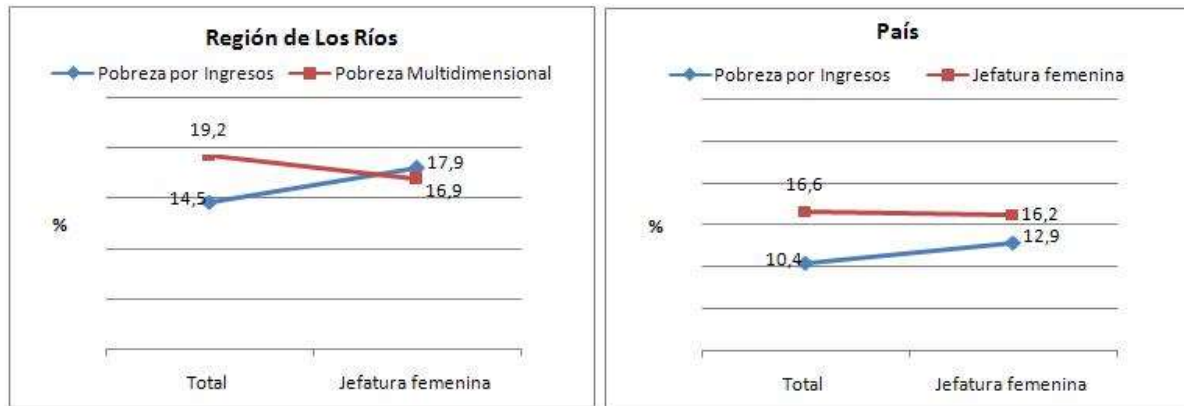 Región de Los Ríos
Pobreza por Ingresos Pobreza Multidimensional
19,2
17,9
14,5
16,9
%
Total Jefatura femenina
País
Pobreza por Ingresos Jefatura femenina
16,6
16,2
12,9
10,4
%
Total Jefatura femenina